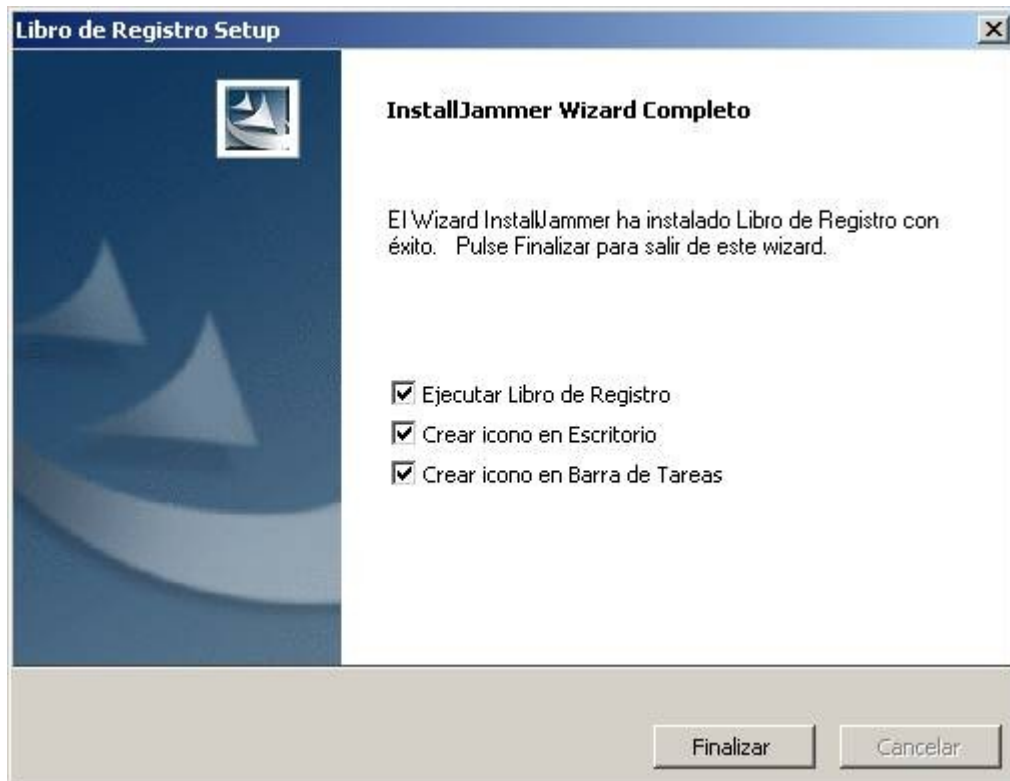 Libro de Registro Setup
InstallJammer Wizard Completo
El Wizard InstallJammer ha instalado Libro de Registro con
éxito.   Pulse Finalizar para salir de este wizard.
Ejecutar Libro de Registro
Crear icono en Escritorio
Crear icono en Barra de Tareas
Finalizar
Cancelar